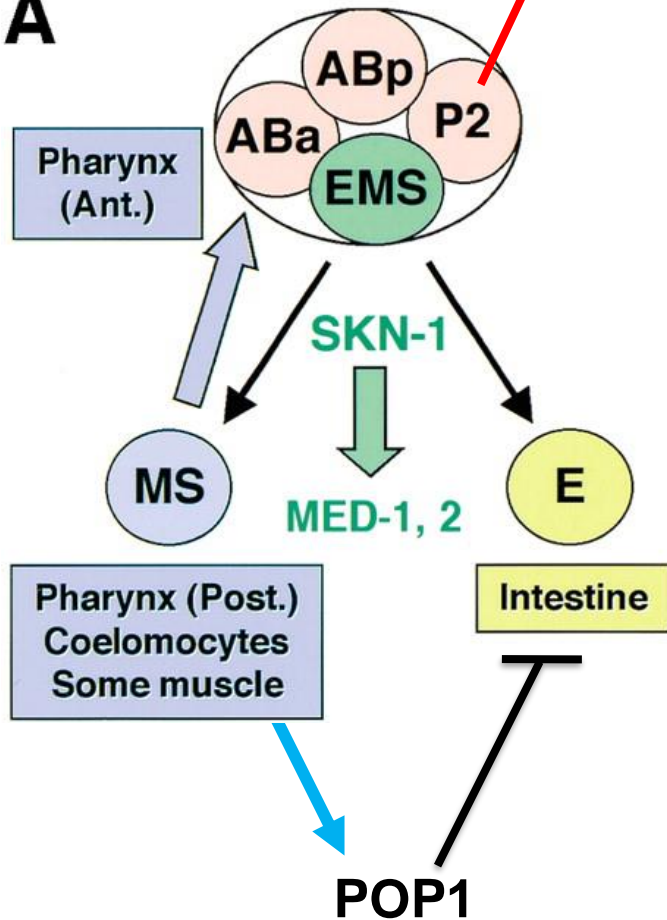 A
ABp
ABa
P2
EMS
Pharynx
(Ant.)
SKN-1
MS
MED-1, 2
E
Pharynx (Post.)
Coelomocytes
Some muscle
Intestine
POP1